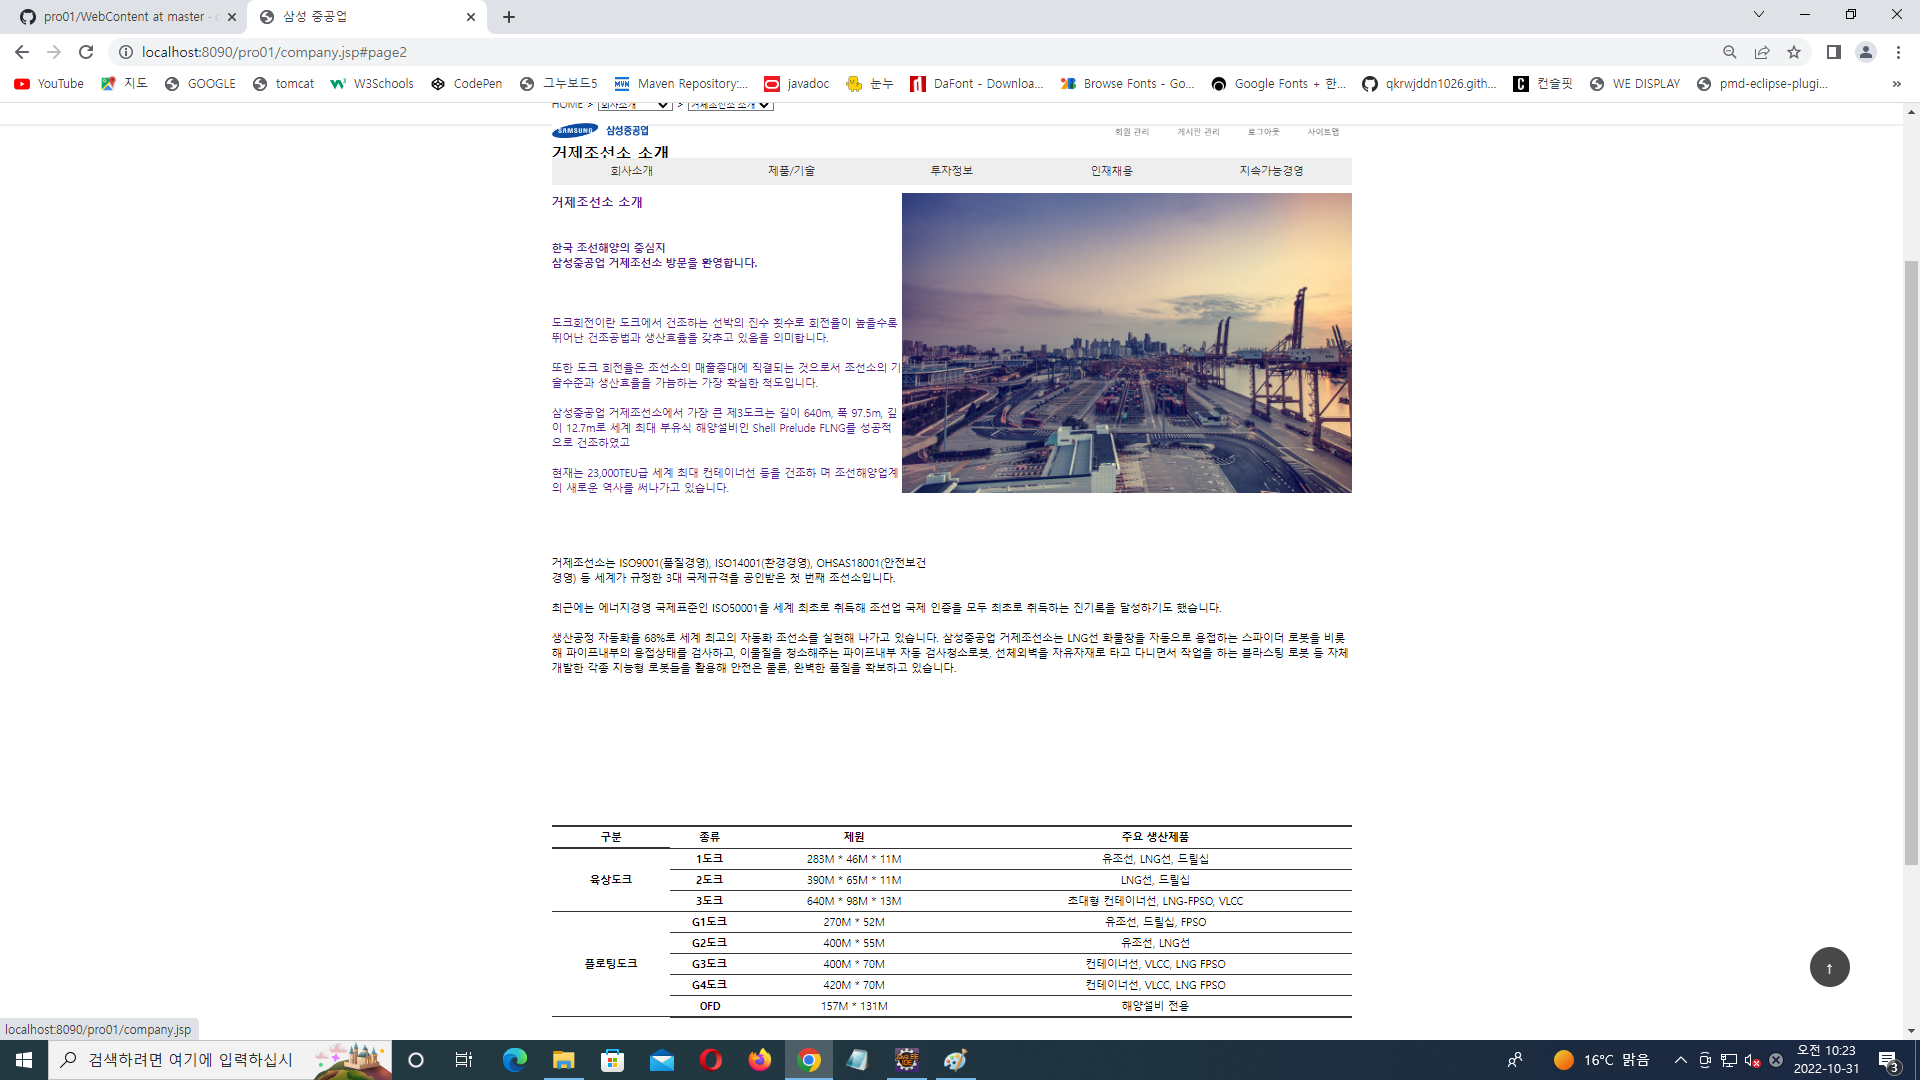 pro01/WebContent at master
삼성 중공업
localhost:8090/pro01/company.jsp#page2
YouTube
지도
GOOGLE
tomcat
W3Schools
CodePen
그누보드5
Maven Repository:...
javadoc
눈누
DaFont - Downloa...
Browse Fonts - Go...
Google Fonts + 한...
qkrwjddn1026.gith...
컨슬핏
WE DISPLAY
pmd-eclipse-plugi...
HOME > 회사소개 > 거제조선소 소개
SAMSUNG 삼성중공업
회원 관리
게시판 관리
로그아웃
사이트맵
거제조선소 소개
회사소개
제품/기술
투자정보
인재채용
지속가능경영
거제조선소 소개
한국 조선해양의 중심지
삼성중공업 거제조선소 방문을 환영합니다.
도크회전이란 도크에서 건조하는 선박의 진수 횟수로 회전율이 높을수록
뛰어난 건조공법과 생산효율을 갖추고 있음을 의미합니다.
또한 도크 회전율은 조선소의 매출증대에 직결되는 것으로서 조선소의 기
술수준과 생산효율을 가늠하는 가장 확실한 척도입니다.
삼성중공업 거제조선소에서 가장 큰 제3도크는 길이 640m, 폭 97.5m, 깊
이 12.7m로 세계 최대 부유식 해양설비인 Shell Prelude FLNG를 성공적
으로 건조하였고
현재는 23,000TEU급 세계 최대 컨테이너선 등을 건조하 며 조선해양업계
의 새로운 역사를 써나가고 있습니다.
거제조선소는 ISO9001(품질경영), ISO14001(환경경영), OHSAS18001(안전보건
경영) 등 세계가 규정한 3대 국제규격을 공인받은 첫 번째 조선소입니다.
최근에는 에너지경영 국제표준인 ISO50001을 세계 최초로 취득해 조선업 국제 인증을 모두 최초로 취득하는 진기록을 달성하기도 했습니다.
생산공정 자동화율 68%로 세계 최고의 자동화 조선소를 실현해 나가고 있습니다. 삼성중공업 거제조선소는 LNG선 화물창을 자동으로 용접하는 스파이더 로봇을 비롯
해 파이프내부의 용접상태를 검사하고, 이물질을 청소해주는 파이프내부 자동 검사청소로봇, 선체외벽을 자유자재로 타고 다니면서 작업을 하는 블라스팅 로봇 등 자체
개발한 각종 지능형 로봇들을 활용해 안전은 물론, 완벽한 품질을 확보하고 있습니다.
구분 종류 제원 주요 생산제품
육상도크 1도크 283M * 46M * 11M 유조선, LNG선, 드릴십
2도크 390M * 65M * 11M LNG선, 드릴십
3도크 640M * 98M * 13M 초대형 컨테이너선, LNG-FPSO, VLCC
플로팅도크 G1도크 270M * 52M 유조선, 드릴십, FPSO
G2도크 400M * 55M 유조선, LNG선
G3도크 400M * 70M 컨테이너선, VLCC, LNG FPSO
G4도크 420M * 70M 컨테이너선, VLCC, LNG FPSO
OFD 157M * 131M 해양설비 전용
↑
localhost:8090/pro01/company.jsp
검색하려면 여기에 입력하십시
16°C 맑음
오전 10:23
2022-10-31
3